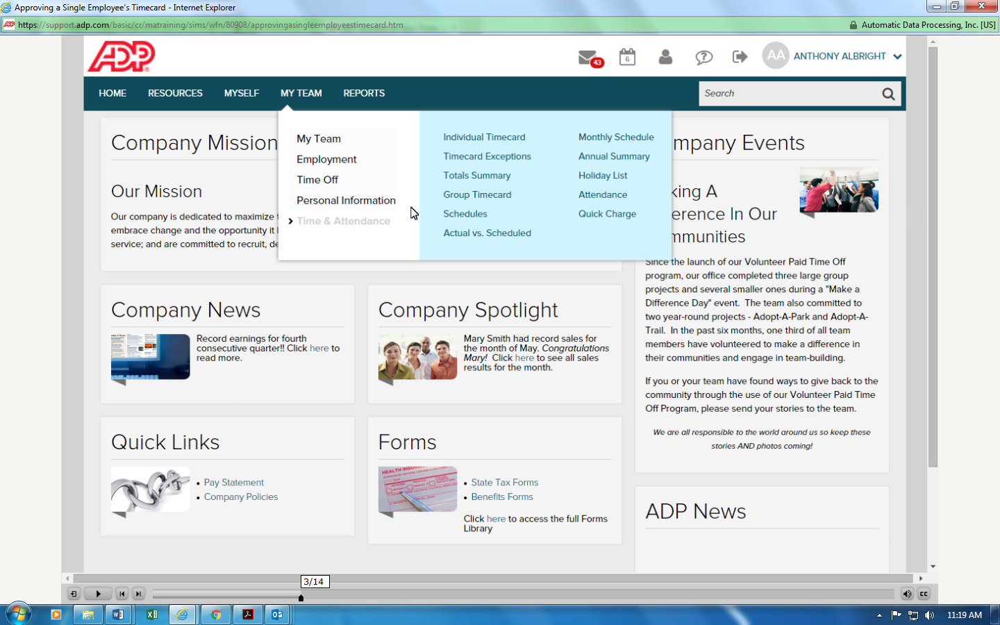 Approving a Single Employee's Timecard - Internet Explorer
https://support.adp.com/basic/cr/matraining/sims/wfn/80908/approvingasingleemployeestimecard.htm
Automatic Data Processing, Inc. [US]
ADP
43
6
AA
ANTHONY ALBRIGHT
HOME
RESOURCES
MYSELF
MY TEAM
REPORTS
Search
My Team
Employment
Time Off
Personal Information
Time & Attendance
Individual Timecard
Timecard Exceptions
Totals Summary
Group Timecard
Schedules
Actual vs. Scheduled
Monthly Schedule
Annual Summary
Holiday List
Attendance
Quick Charge
Company Mission
Our Mission
Our company is dedicated to maximize
embrace change and the opportunity it
service; and are committed to recruit, de
Company News
Record earnings for fourth
consecutive quarter!! Click here to
read more.
Company Spotlight
Mary Smith had record sales for
the month of May. Congratulations
Mary! Click here to see all sales
results for the month.
Quick Links
• Pay Statement
• Company Policies
Forms
HEALTH INSURAN
• State Tax Forms
• Benefits Forms
Click here to access the full Forms
Library
mpany Events
king A
erence In Our
mmunities
Since the launch of our Volunteer Paid Time Off
program, our office completed three large group
projects and several smaller ones during a "Make a
Difference Day" event. The team also committed to
two year-round projects - Adopt-A-Park and Adopt-A-
Trail. In the past six months, one third of all team
members have volunteered to make a difference in
their communities and engage in team-building.
If you or your team have found ways to give back to the
community through the use of our Volunteer Paid Time
Off Program, please send your stories to the team.
We are all responsible to the world around us so keep these
stories AND photos coming!
ADP News
3/14
CC
11:19 AM